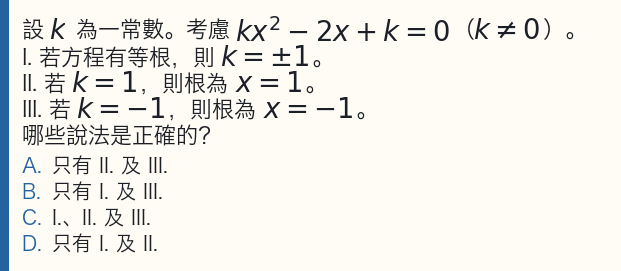 設 k 為一常數。考慮 kx² − 2x + k = 0（k ≠ 0）。
I. 若方程有等根，則 k = ±1。
II. 若 k = 1，則根為 x = 1。
III. 若 k = −1，則根為 x = −1。
哪些說法是正確的?
A. 只有 II. 及 III.
B. 只有 I. 及 III.
C. I.、II. 及 III.
D. 只有 I. 及 II.